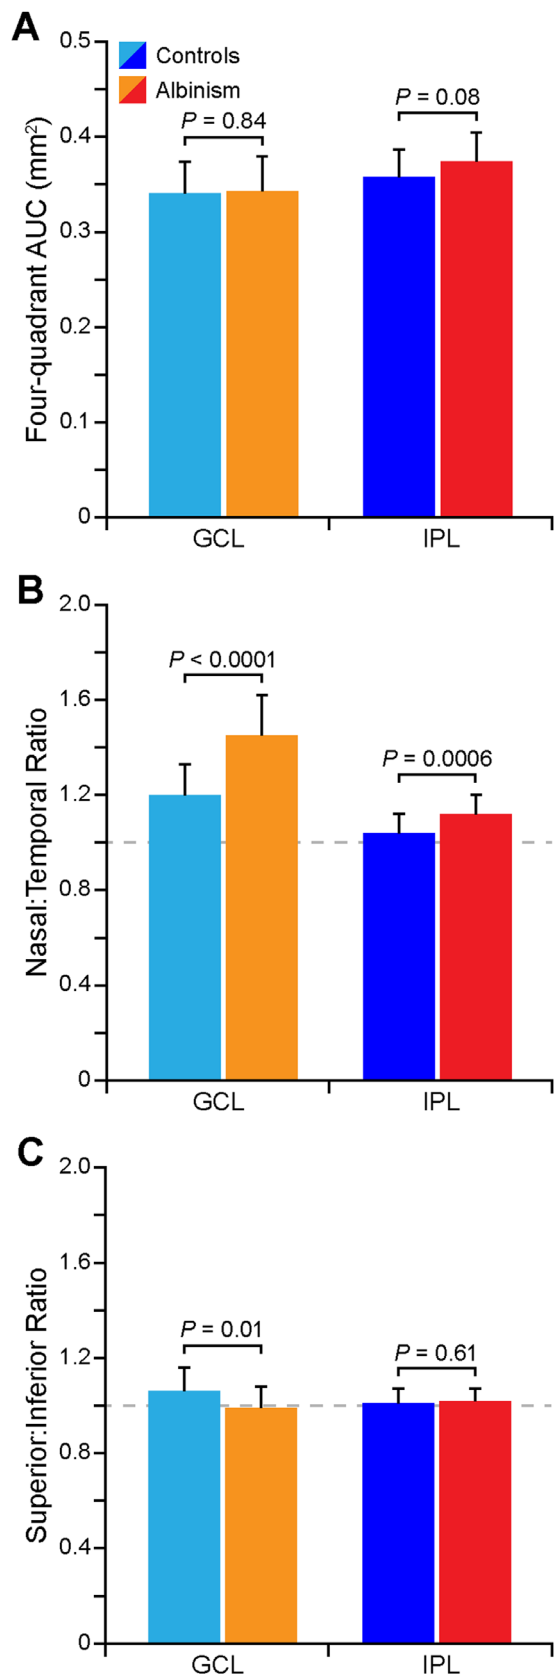 A
Four-quadrant AUC (mm²)
0.5
0.4
0.3
0.2
0.1
0
Controls
Albinism
P = 0.84
P = 0.08
GCL
IPL
B
Nasal:Temporal Ratio
2.0
1.6
1.2
0.8
0.4
0
P < 0.0001
P = 0.0006
GCL
IPL
C
Superior:Inferior Ratio
2.0
1.6
1.2
0.8
0.4
0
P = 0.01
P = 0.61
GCL
IPL